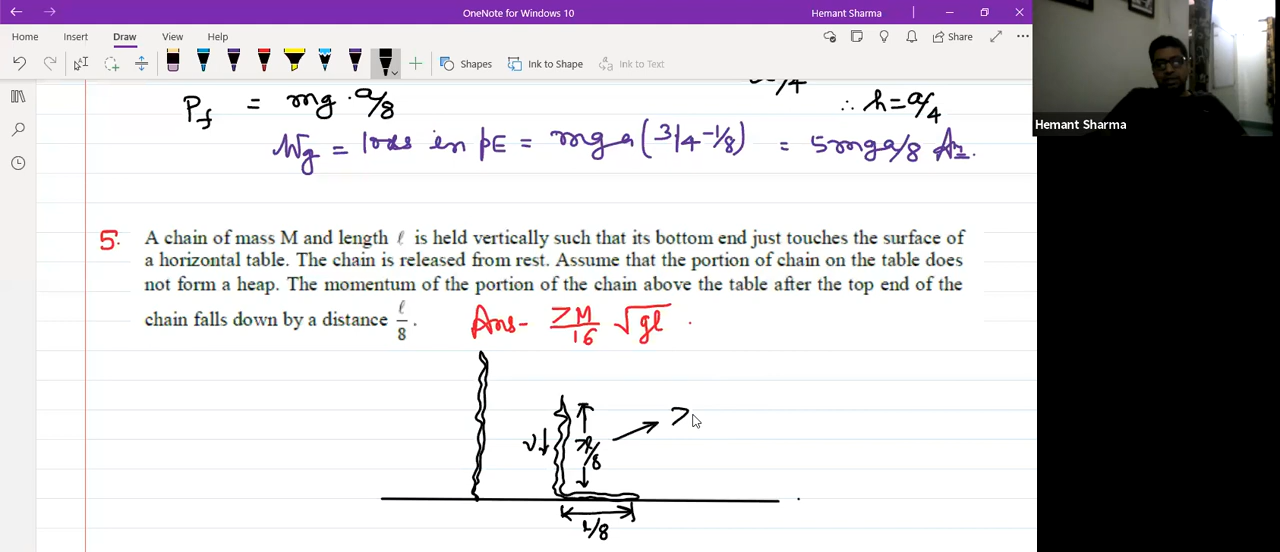 OneNote for Windows 10
Hemant Sharma
Home Insert Draw View Help
Share
Shapes Ink to Shape Ink to Text
Pf = mg · a/8
∴ h = a/4
Wg = loss in PE = mga (3/4 - 1/8) = 5mga/8 Ans.
5. A chain of mass M and length ℓ is held vertically such that its bottom end just touches the surface of
a horizontal table. The chain is released from rest. Assume that the portion of chain on the table does
not form a heap. The momentum of the portion of the chain above the table after the top end of the
chain falls down by a distance ℓ/8 . Ans- 7M/16 √gl .
v↓ 7l/8 → 7
l/8
Hemant Sharma